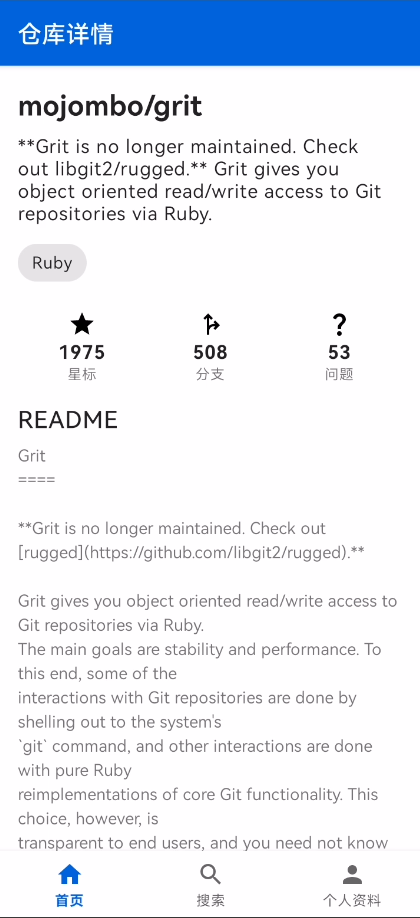 仓库详情
mojombo/grit
**Grit is no longer maintained. Check
out libgit2/rugged.** Grit gives you
object oriented read/write access to Git
repositories via Ruby.
Ruby
1975
508
53
星标
分支
问题
README
Grit
====
**Grit is no longer maintained. Check out
[rugged](https://github.com/libgit2/rugged).**
Grit gives you object oriented read/write access to
Git repositories via Ruby.
The main goals are stability and performance. To
this end, some of the
interactions with Git repositories are done by
shelling out to the system's
`git` command, and other interactions are done
with pure Ruby
reimplementations of core Git functionality. This
choice, however, is
transparent to end users, and you need not know
首页
搜索
个人资料